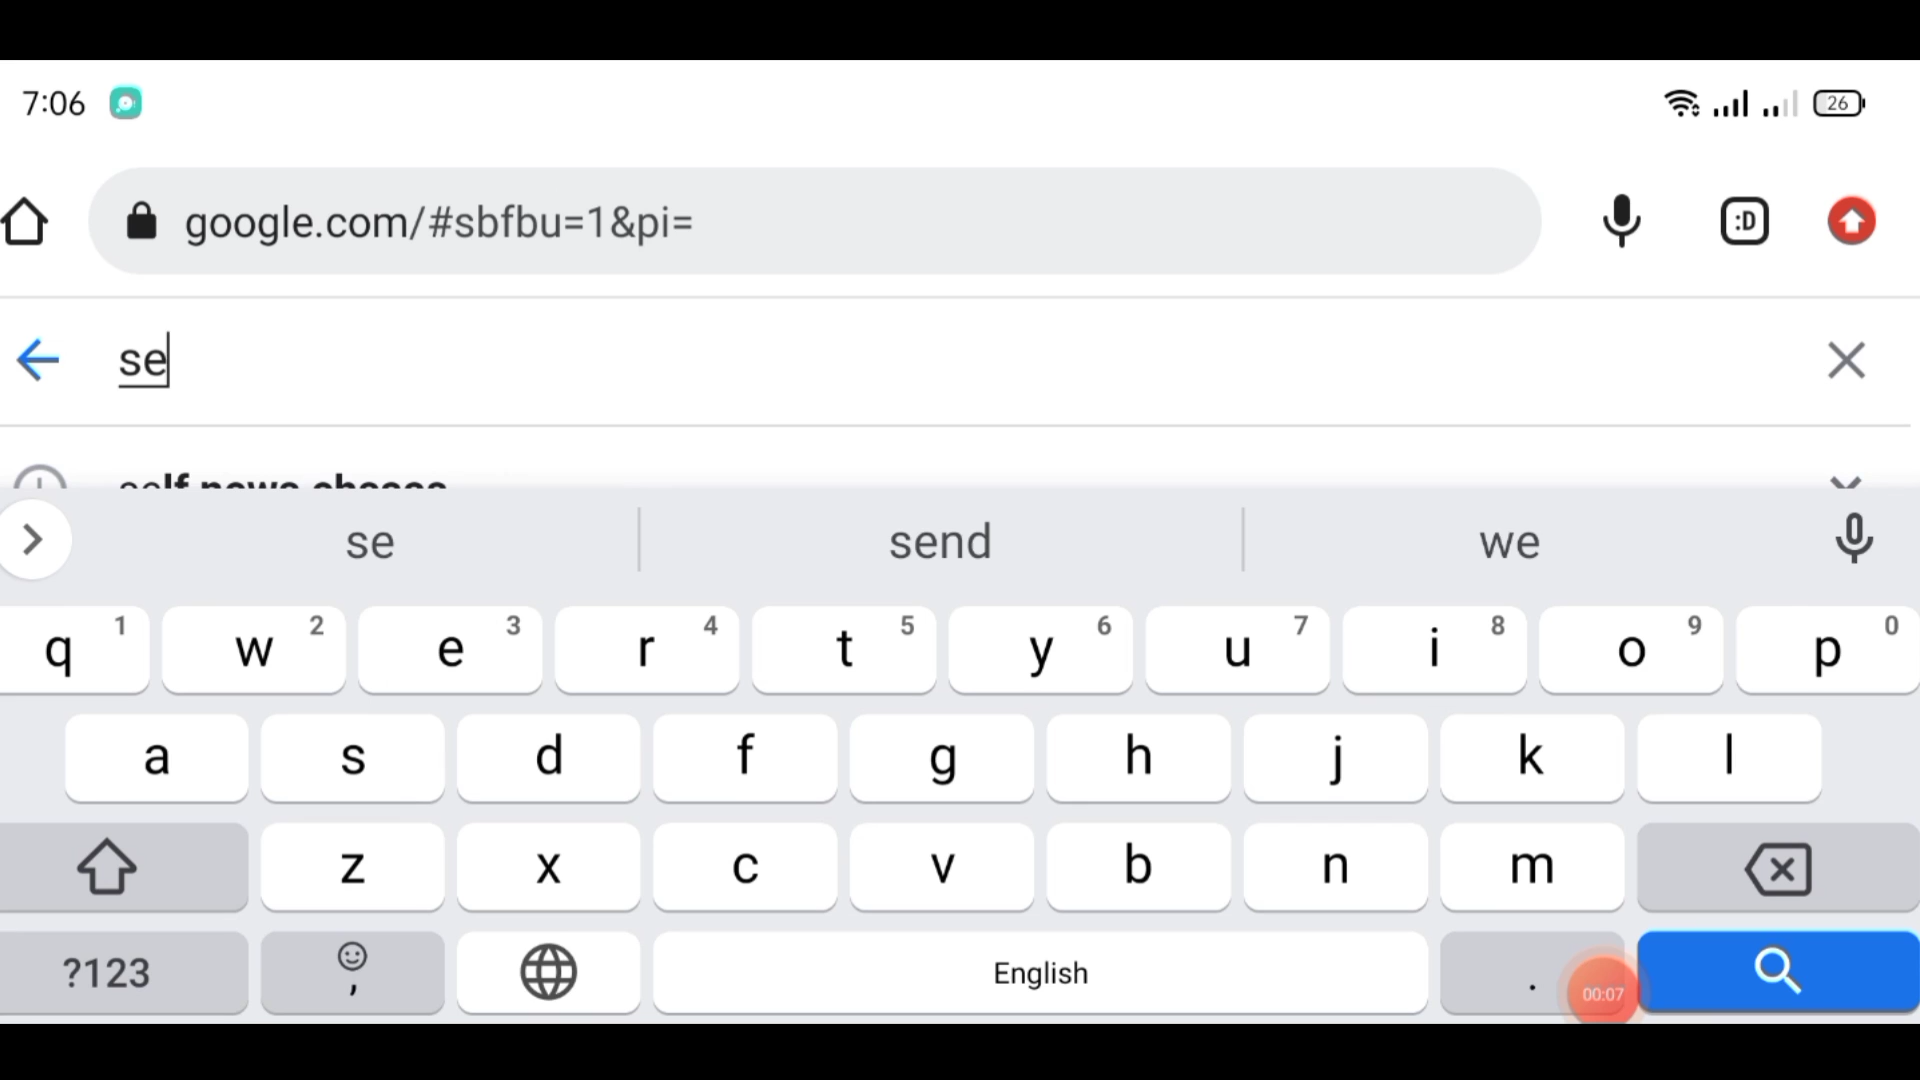 7:06
26
google.com/#sbfbu=1&pi=
:D
se
se send we
q 1 w 2 e 3 r 4 t 5 y 6 u 7 i 8 o 9 p 0
a s d f g h j k l
z x c v b n m
?123 , English .
00:07